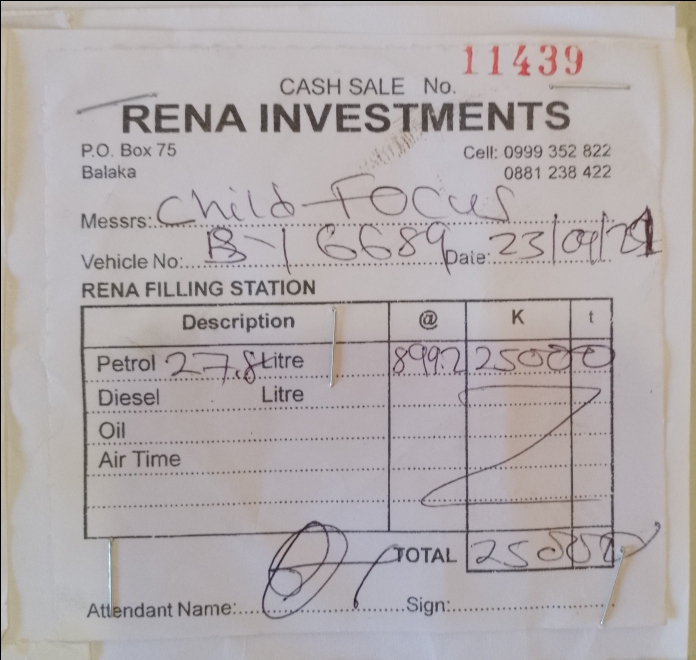 11439
CASH SALE No.
RENA INVESTMENTS
P.O. Box 75 Cell: 0999 352 822
Balaka 0881 238 422
Messrs: Child Focus
Vehicle No: 6689 Date: 23/09/21
RENA FILLING STATION
Description @ K t
Petrol 27.8 Litre 899.2 25000
Diesel Litre
Oil
Air Time
TOTAL 25000
Attendant Name: Sign: